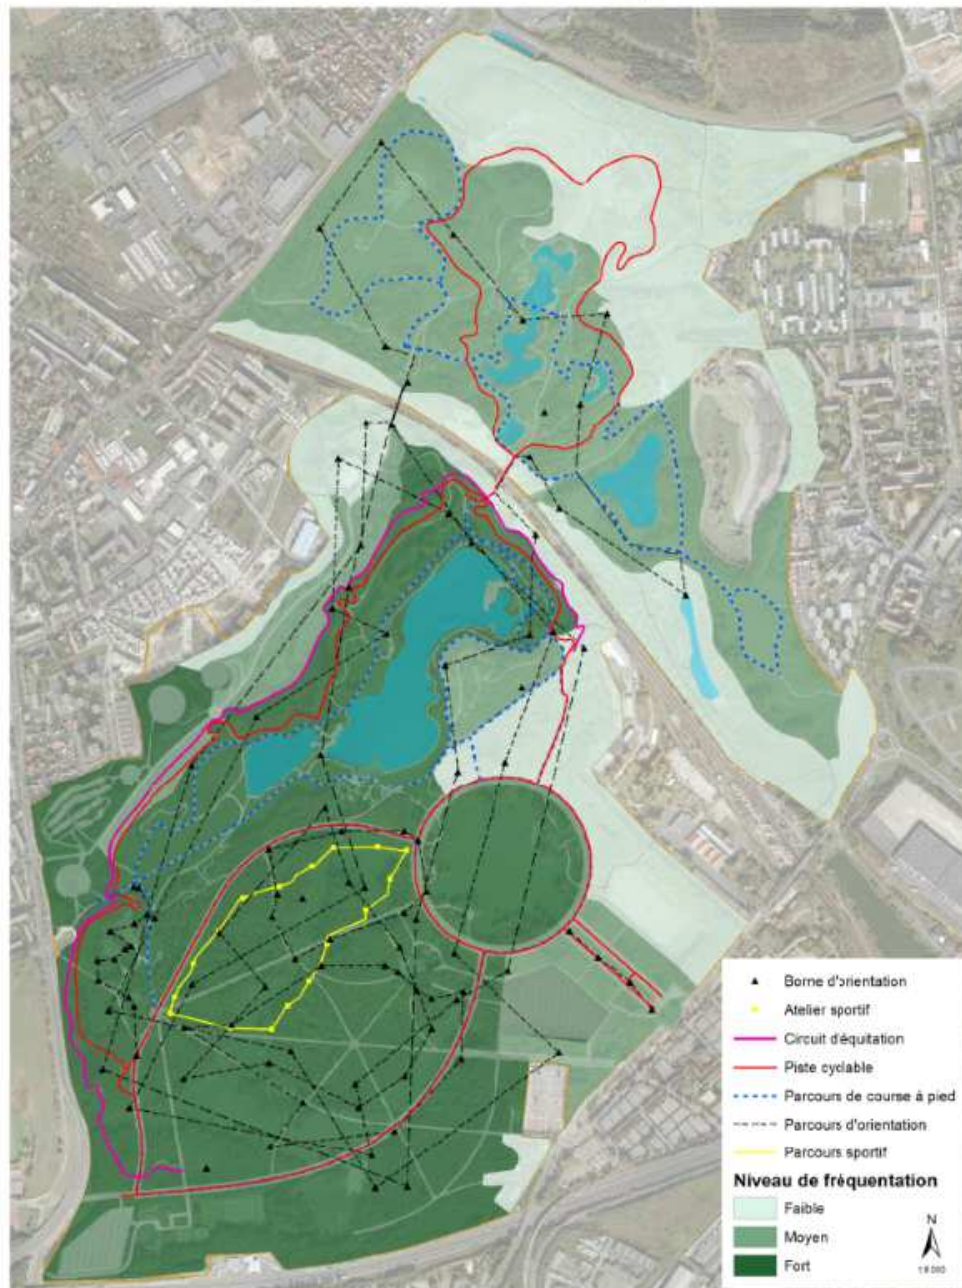 Borne d'orientation
Atelier sportif
Circuit d'équitation
Piste cyclable
Parcours de course à pied
Parcours d'orientation
Parcours sportif
Niveau de fréquentation
Faible
Moyen
Fort
N